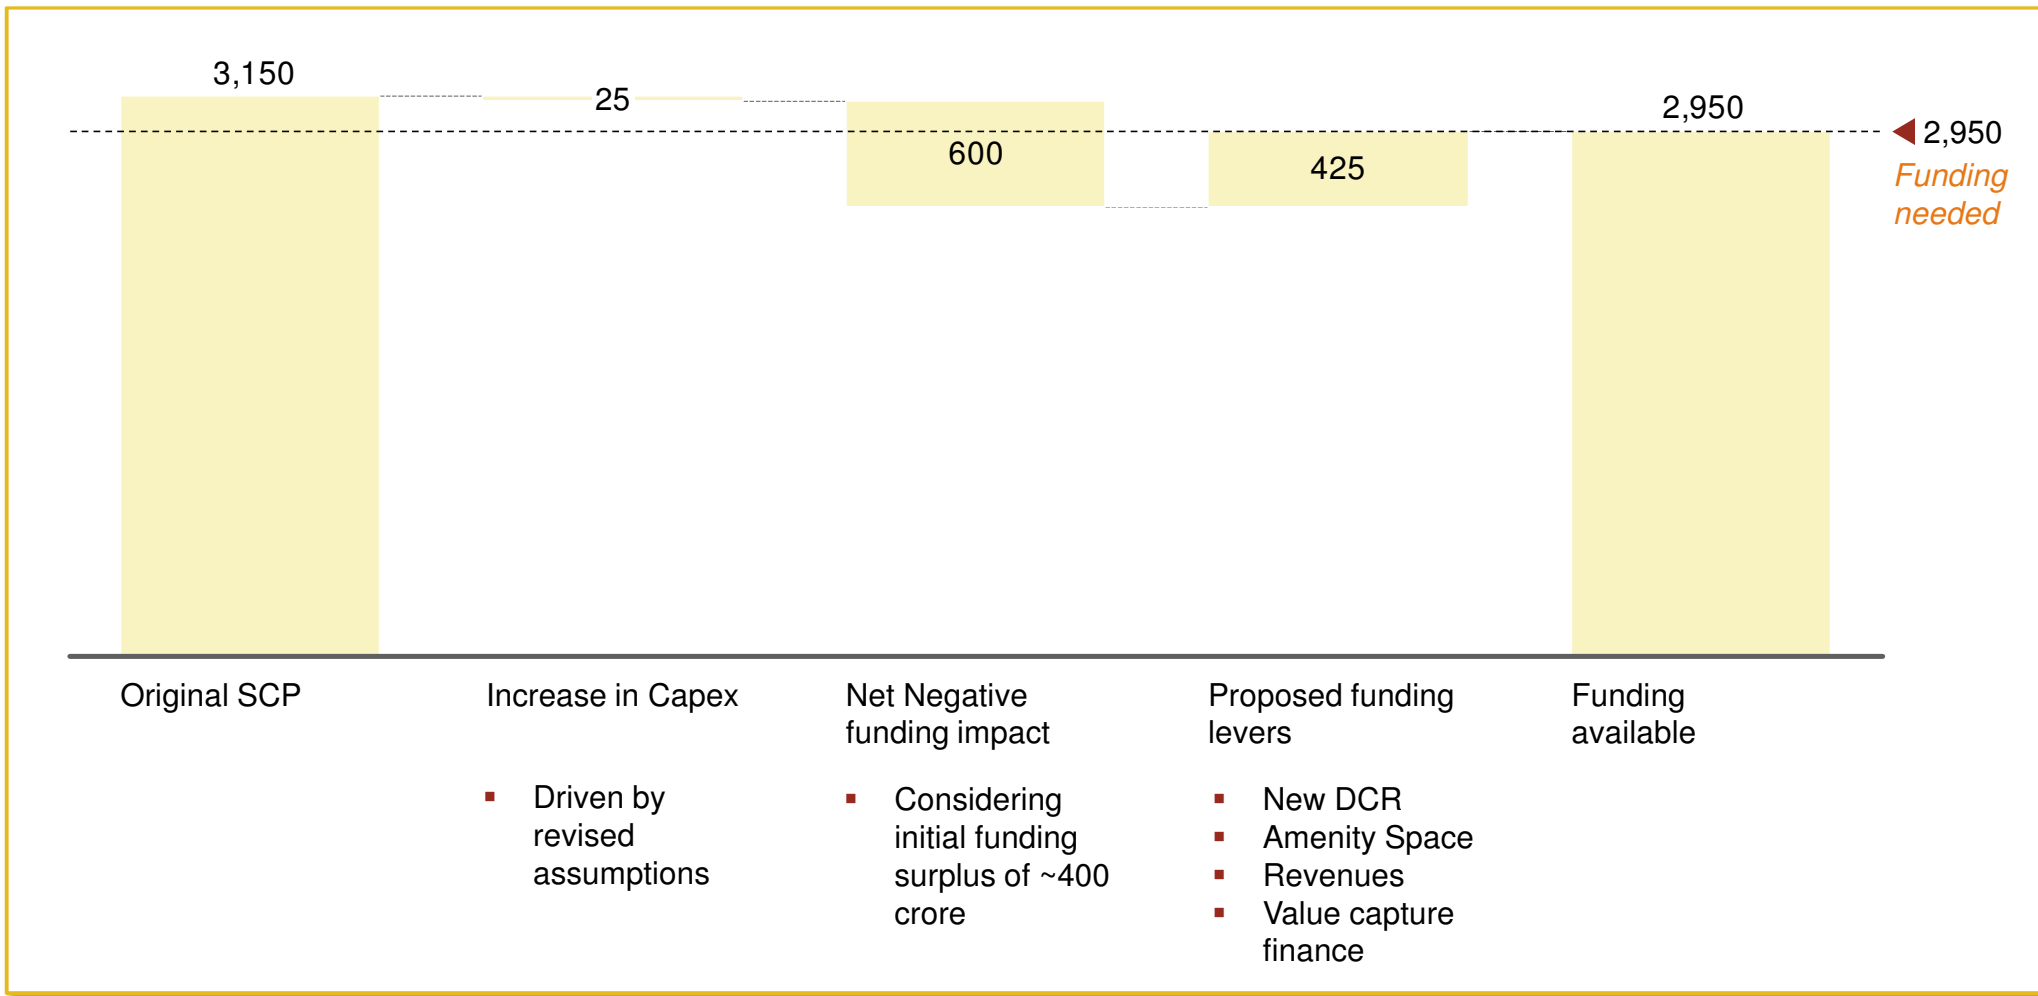 3,150
25
600
425
2,950
2,950
Funding
needed
Original SCP
Increase in Capex
Net Negative
funding impact
Proposed funding
levers
Funding
available
▪ Driven by
revised
assumptions
▪ Considering
initial funding
surplus of ~400
crore
▪ New DCR
▪ Amenity Space
▪ Revenues
▪ Value capture
finance